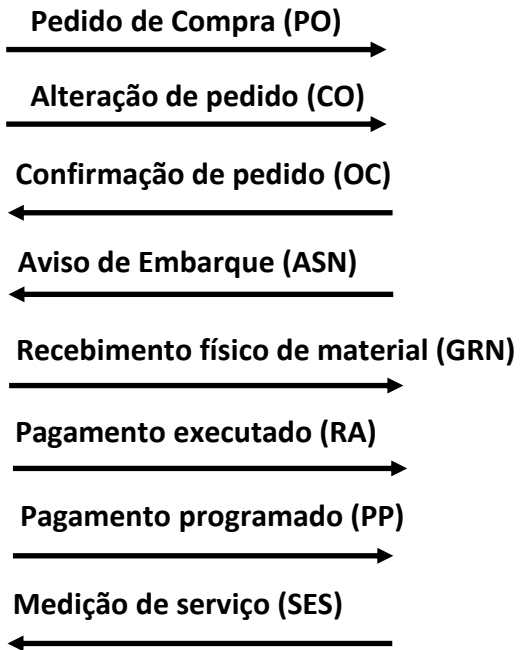 Pedido de Compra (PO)
Alteração de pedido (CO)
Confirmação de pedido (OC)
Aviso de Embarque (ASN)
Recebimento físico de material (GRN)
Pagamento executado (RA)
Pagamento programado (PP)
Medição de serviço (SES)